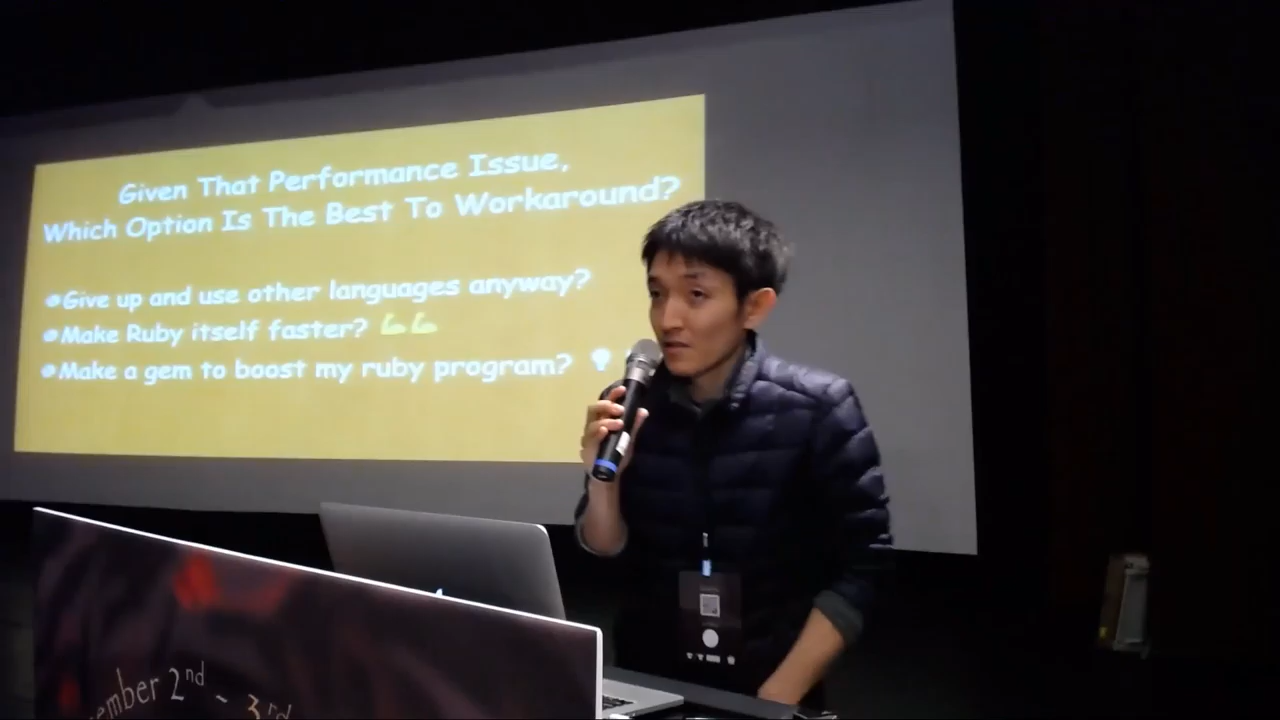 Given That Performance Issue,
Which Option Is The Best To Workaround?
Give up and use other languages anyway?
Make Ruby itself faster? 💪💪
Make a gem to boost my ruby program? 💡
ember 2nd - 3rd